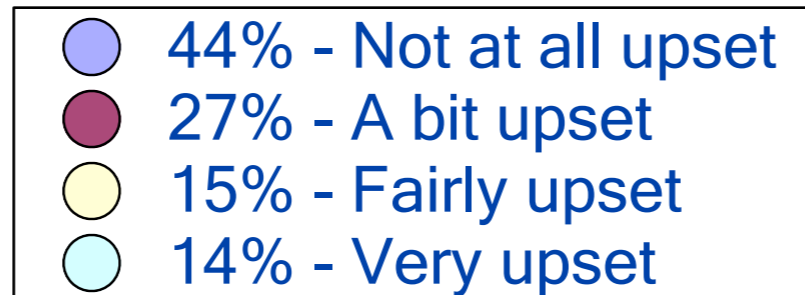 44% - Not at all upset
27% - A bit upset
15% - Fairly upset
14% - Very upset